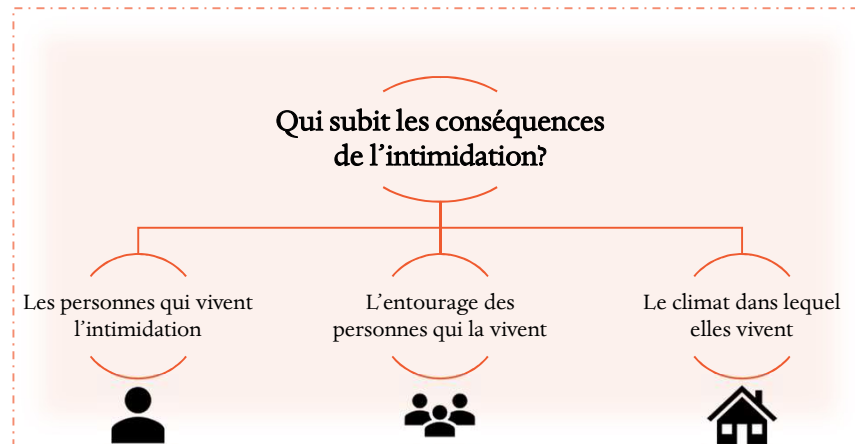 Qui subit les conséquences
de l’intimidation?
Les personnes qui vivent
l’intimidation
L’entourage des
personnes qui la vivent
Le climat dans lequel
elles vivent